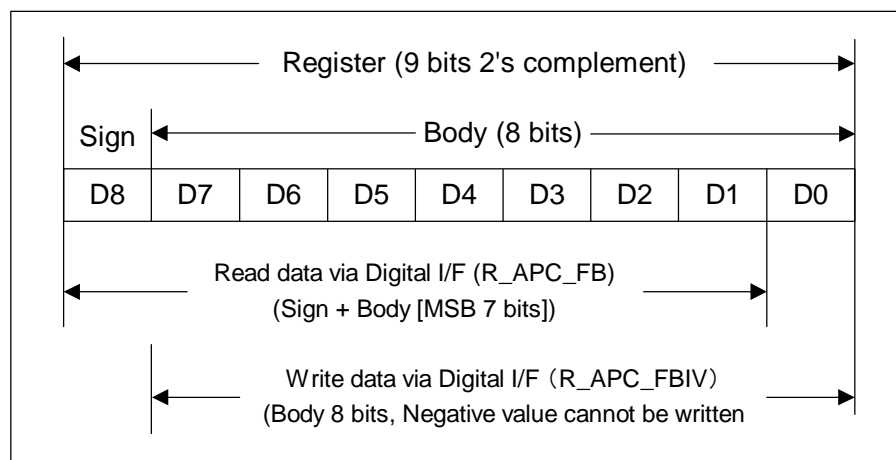 Register (9 bits 2's complement)
Sign
Body (8 bits)
D8 D7 D6 D5 D4 D3 D2 D1 D0
Read data via Digital I/F (R_APC_FB)
(Sign + Body [MSB 7 bits])
Write data via Digital I/F（R_APC_FBIV）
(Body 8 bits, Negative value cannot be written